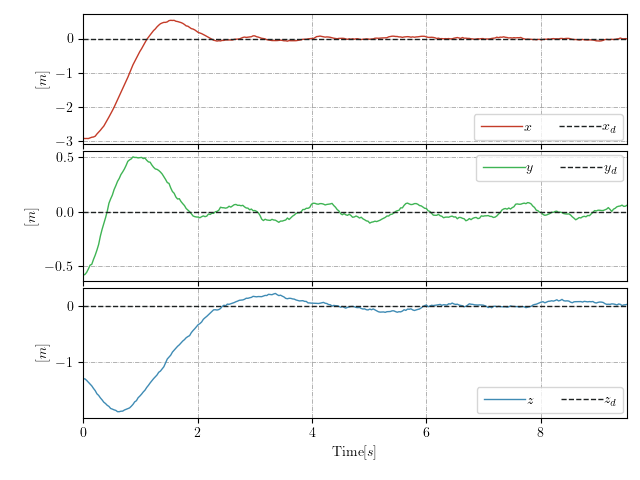 0
−1
−2
−3
[m]
x x_d
0.5
0.0
−0.5
[m]
y y_d
0
−1
[m]
z z_d
0 2 4 6 8
Time[s]